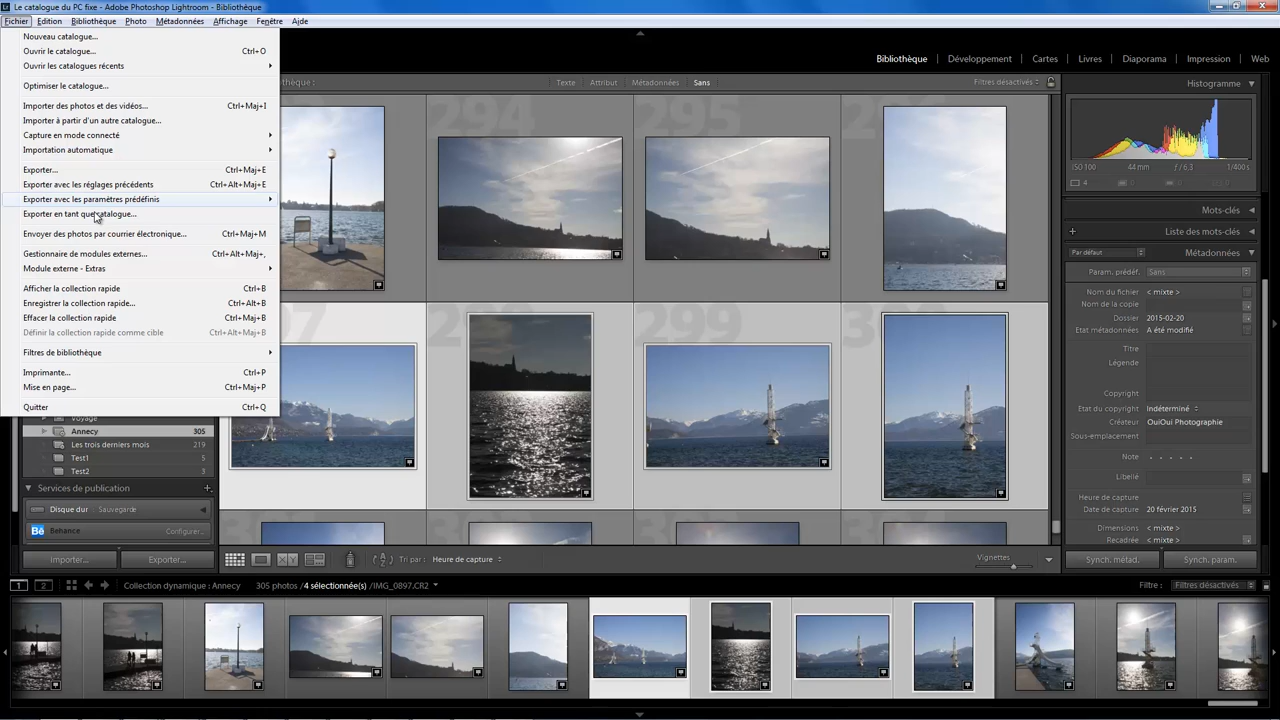 Le catalogue du PC fixe - Adobe Photoshop Lightroom - Bibliothèque
Fichier Edition Bibliothèque Photo Métadonnées Affichage Fenêtre Aide
Nouveau catalogue...
Ouvrir le catalogue... Ctrl+O
Ouvrir les catalogues récents
Optimiser le catalogue...
Importer des photos et des vidéos... Ctrl+Maj+I
Importer à partir d'un autre catalogue...
Capture en mode connecté
Importation automatique
Exporter... Ctrl+Maj+E
Exporter avec les réglages précédents Ctrl+Alt+Maj+E
Exporter avec les paramètres prédéfinis
Exporter en tant que catalogue...
Envoyer des photos par courrier électronique... Ctrl+Maj+M
Gestionnaire de modules externes... Ctrl+Alt+Maj+,
Module externe - Extras
Afficher la collection rapide Ctrl+B
Enregistrer la collection rapide... Ctrl+Alt+B
Effacer la collection rapide Ctrl+Maj+B
Définir la collection rapide comme cible Ctrl+Alt+Maj+B
Filtres de bibliothèque
Imprimante... Ctrl+P
Mise en page... Ctrl+Maj+P
Quitter Ctrl+Q
Voyage
Annecy 305
Les trois derniers mois 219
Test1 5
Test2 3
Services de publication
Disque dur Sauvegarde
Bē Behance Configurer...
Importer... Exporter...
Bibliothèque Développement Cartes Livres Diaporama Impression Web
Texte Attribut Métadonnées Sans Filtres désactivés
294 295
299
Histogramme
ISO 100 44 mm 1/400s
4
Mots-clés
Liste des mots-clés
Par défaut Métadonnées
Param. prédéf. Sans
Nom du fichier < mixte >
Nom de la copie
Dossier 2015-02-20
Etat métadonnées A été modifié
Titre
Légende
Copyright
Etat du copyright Indéterminé
Créateur OuiOui Photographie
Sous-emplacement
Note
Libellé
Heure de capture
Date de capture 20 février 2015
Dimensions < mixte >
Recadrée < mixte >
Synch. métad. Synch. param.
Tri par : Heure de capture
Vignettes
1 2 Collection dynamique : Annecy 305 photos / 4 sélectionnée(s) /IMG_0897.CR2
Filtre : Filtres désactivés